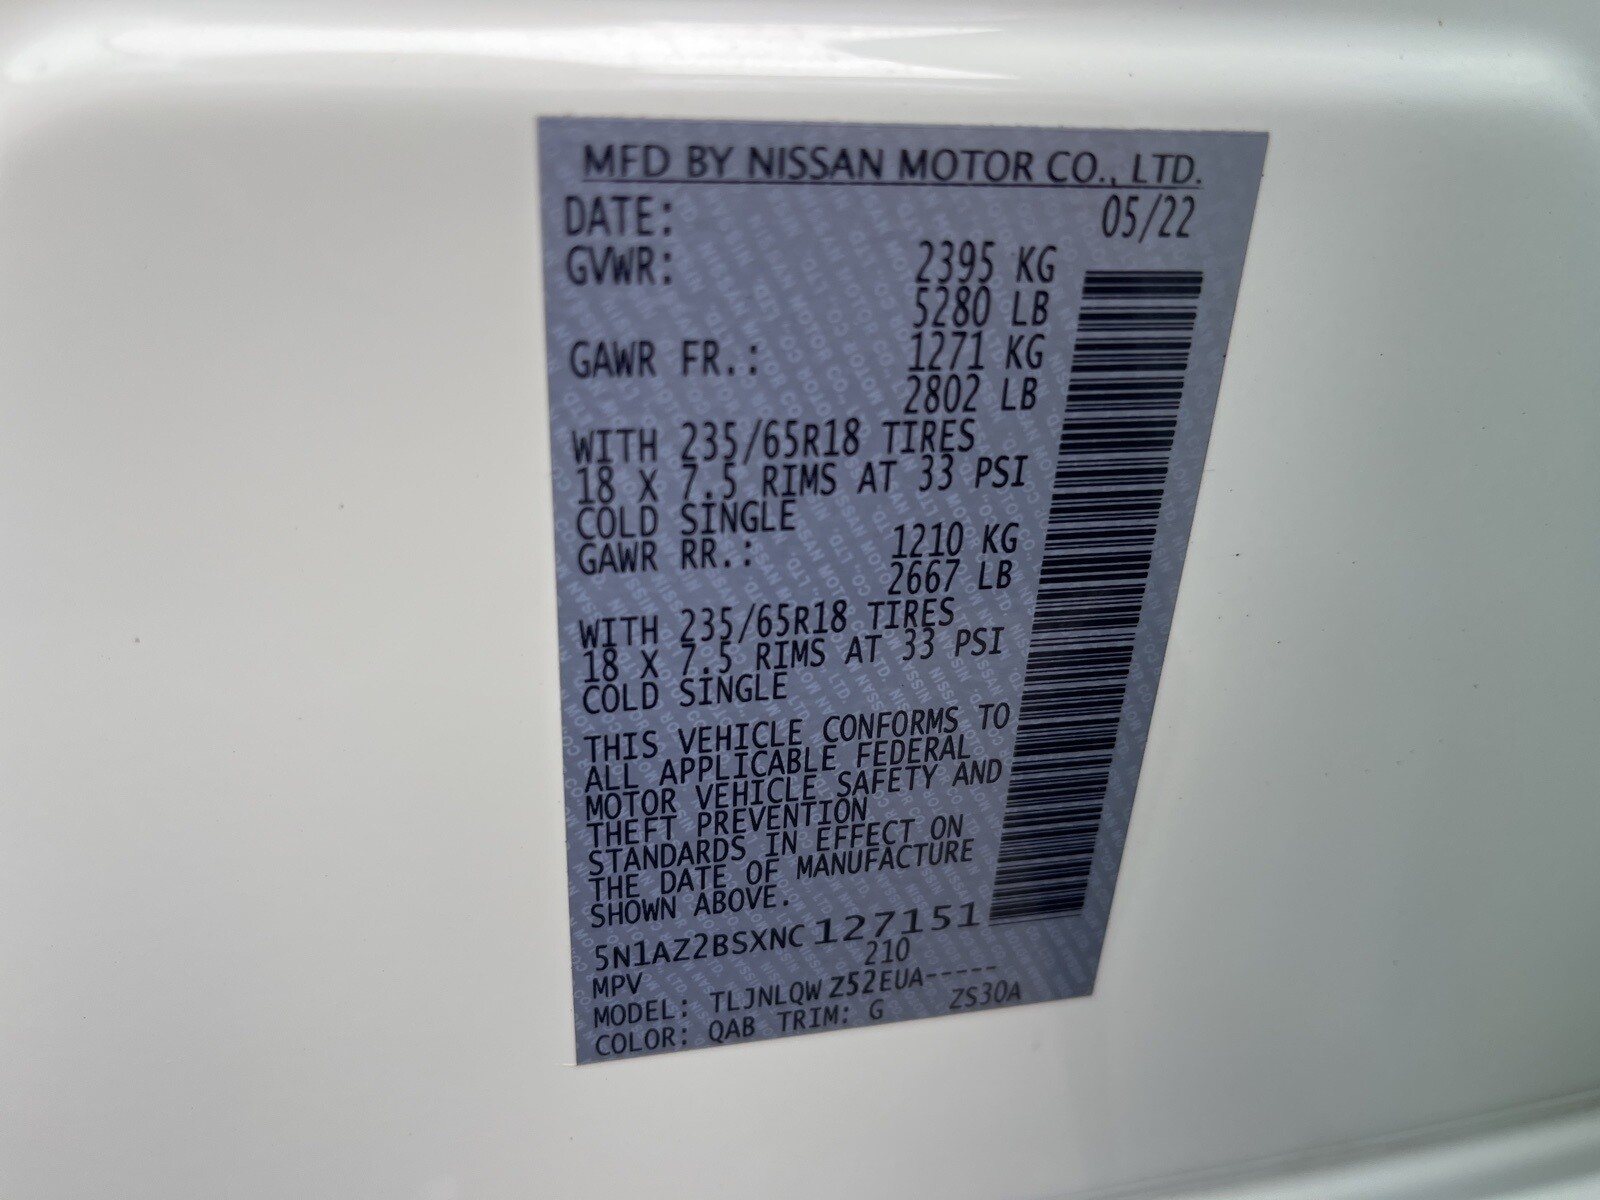 MFD BY NISSAN MOTOR CO., LTD.
DATE: 05/22
GVWR: 2395 KG
5280 LB
GAWR FR.: 1271 KG
2802 LB
WITH 235/65R18 TIRES
18 X 7.5 RIMS AT 33 PSI
COLD SINGLE
GAWR RR.: 1210 KG
2667 LB
WITH 235/65R18 TIRES
18 X 7.5 RIMS AT 33 PSI
COLD SINGLE
THIS VEHICLE CONFORMS TO
ALL APPLICABLE FEDERAL
MOTOR VEHICLE SAFETY AND
THEFT PREVENTION
STANDARDS IN EFFECT ON
THE DATE OF MANUFACTURE
SHOWN ABOVE.
5N1AZ2BSXNC 127151
MPV 210
MODEL: TLJNLQW Z52EUA-----
COLOR: QAB TRIM: G ZS30A